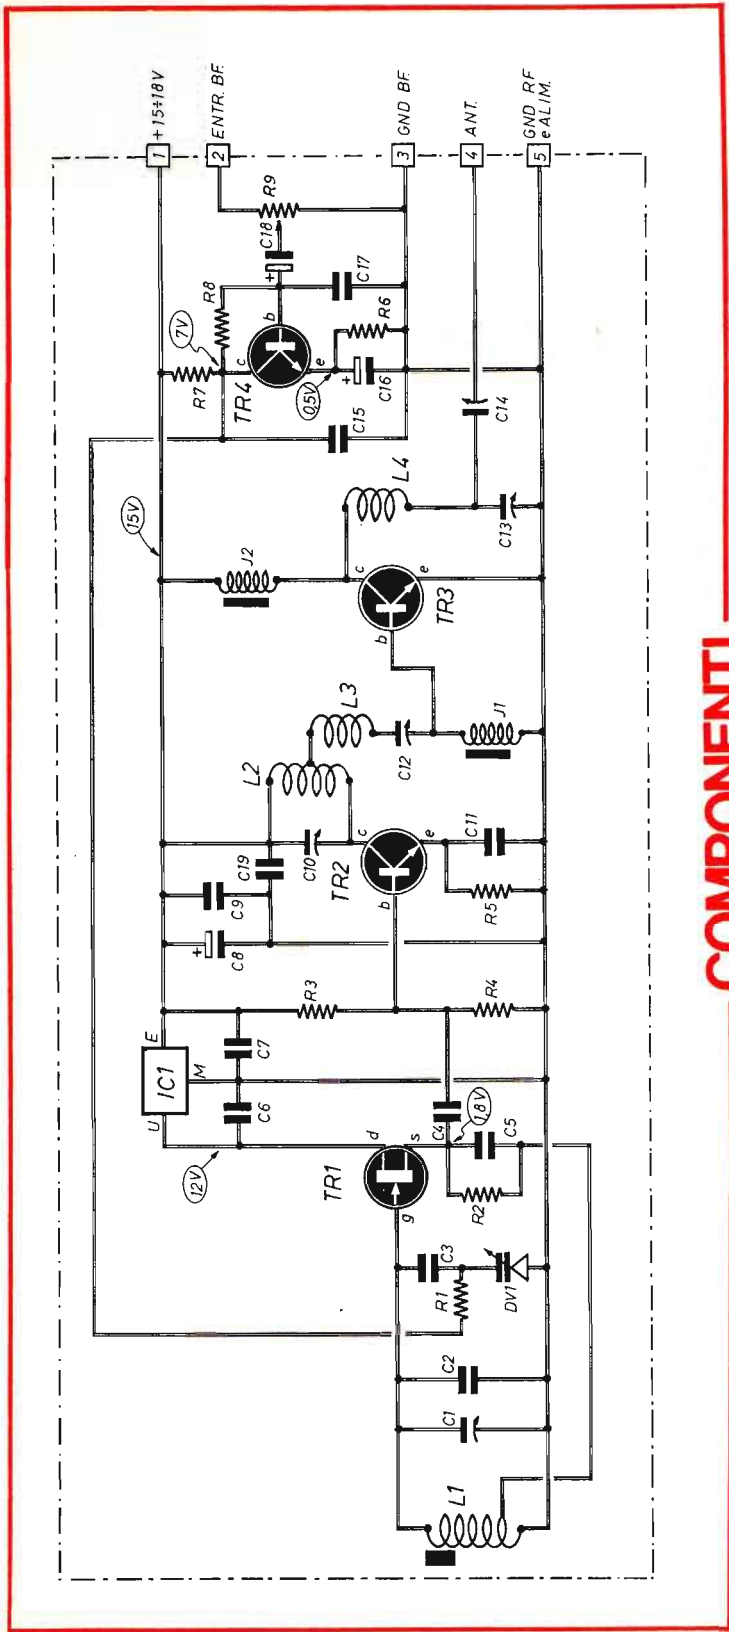 1 +15÷18V
2 ENTR. BF.
3 GND BF.
4 ANT.
5 GND RF
e ALIM.
15V
7V
R7
R8
C18
R9
TR4
b
c
e
0,5V
C16
R6
C17
C15
C14
L4
C13
J2
TR3
c
b
e
L3
L2
C12
J1
C10
C19
C9
C8
+
+
+
TR2
c
b
e
R5
C11
R3
R4
IC1
E
M
U
C7
C6
12V
TR1
d
s
g
C4
1,8V
C5
R2
C3
R1
DV1
C2
C1
L1
COMPONENTI